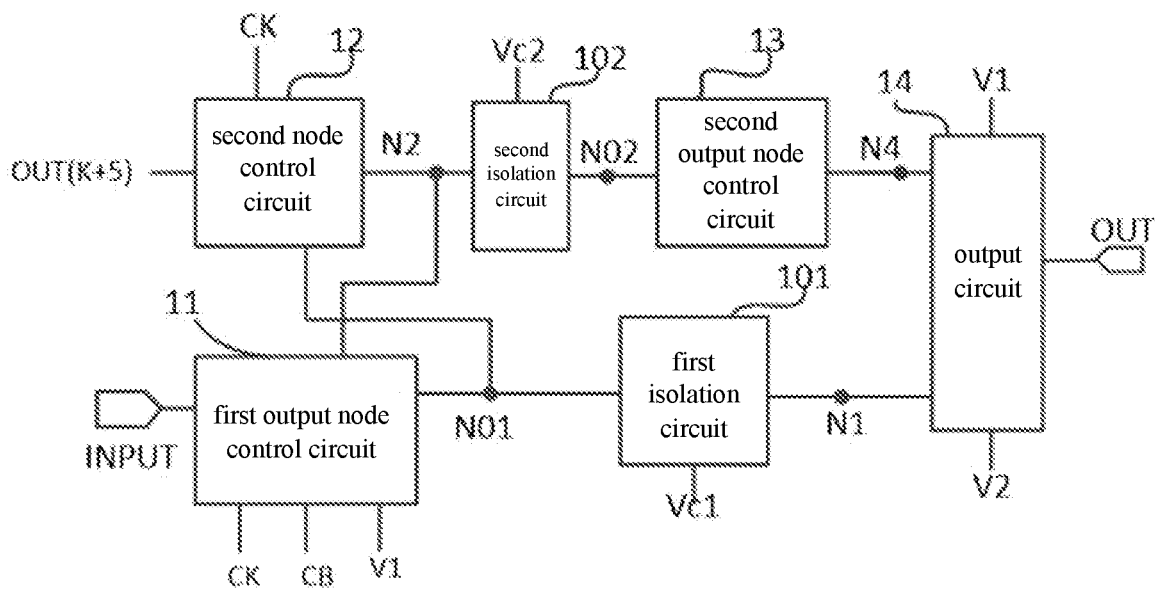 CK
12
Vc2
102
13
14
V1
second node
control
circuit
N2
second
isolation
circuit
N02
second
output node
control
circuit
N4
OUT(K+5)
OUT
output
circuit
11
101
first output node
control circuit
INPUT
N01
first
isolation
circuit
N1
Vc1
V2
CK
CB
V1